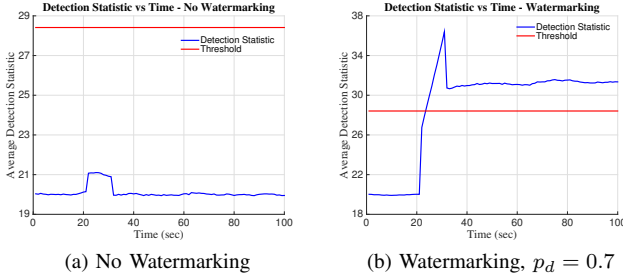 Detection Statistic vs Time - No Watermarking
Average Detection Statistic
29
27
25
23
21
19
Detection Statistic
Threshold
0
20
40
60
80
100
Time (sec)
(a) No Watermarking
Detection Statistic vs Time - Watermarking
Average Detection Statistic
38
34
30
26
22
18
Detection Statistic
Threshold
0
20
40
60
80
100
Time (sec)
(b) Watermarking, p_d = 0.7